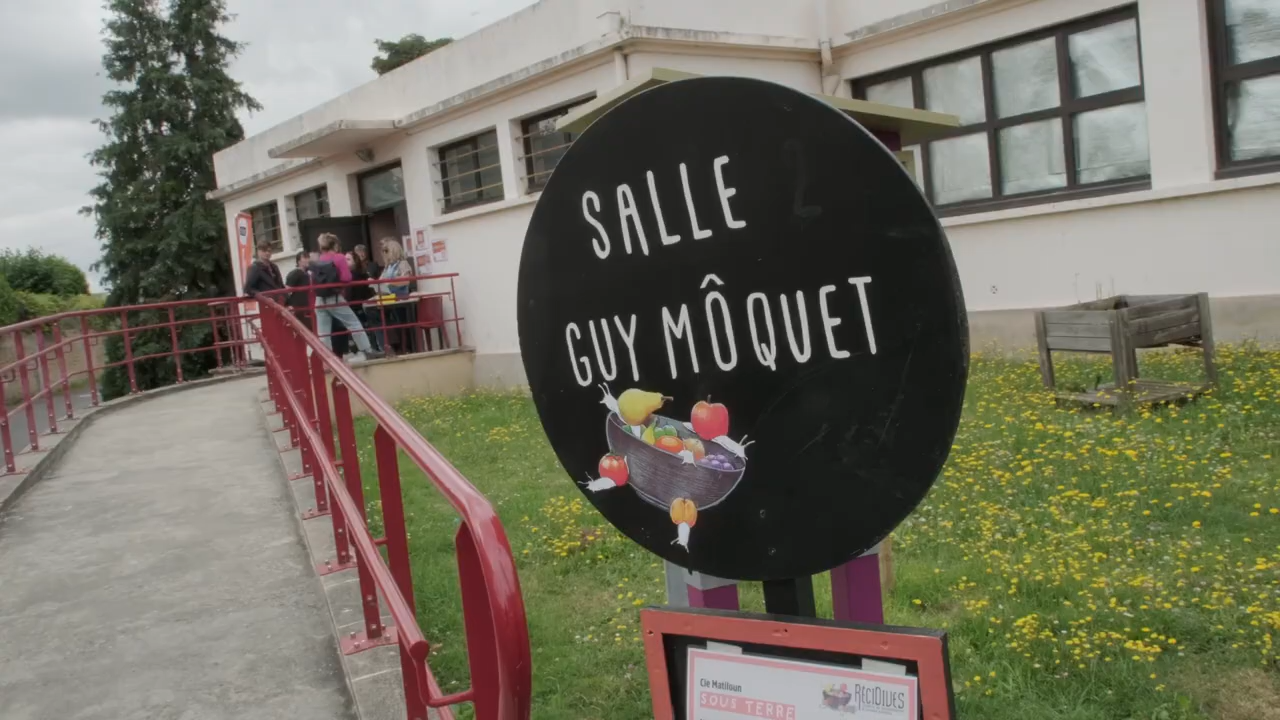 SALLE
GUY MÔQUET
Cie Matiloun
SOUS TERRE
RÉCIDIVES